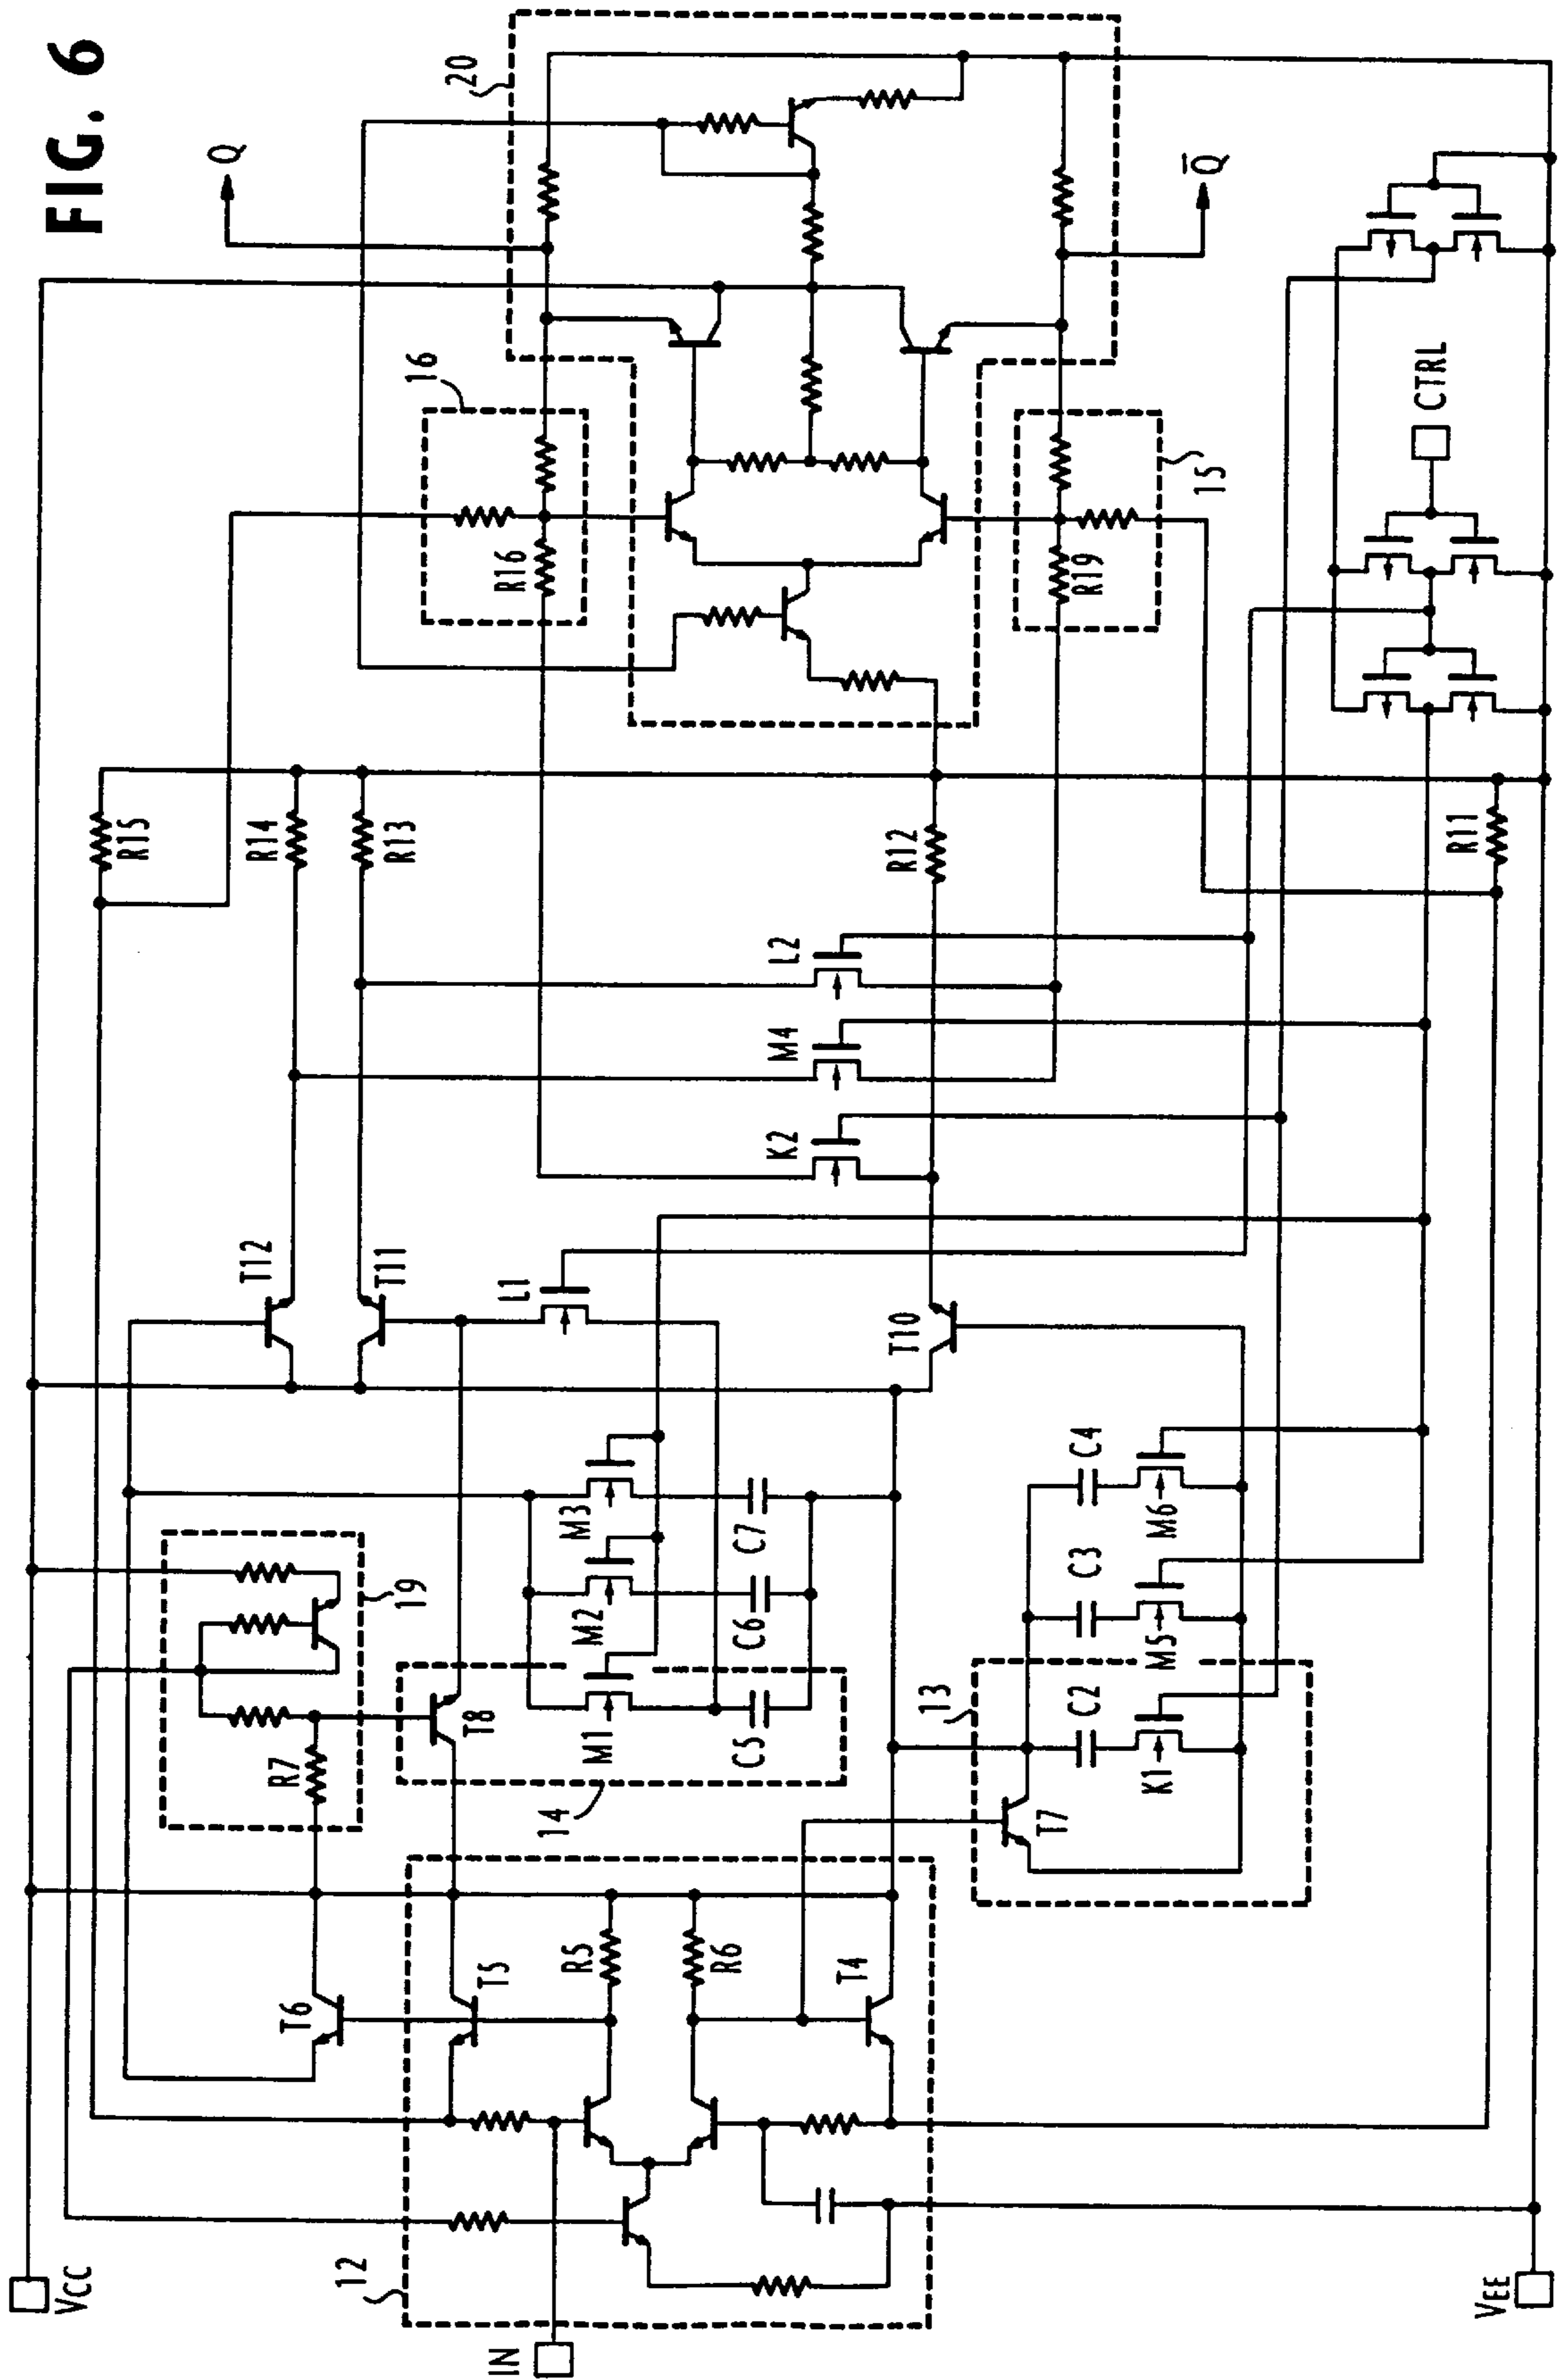 FIG. 6
20
Q
16
R16
Q̅
15
R19
CTRL
R15
R14
R13
R12
R11
L2
M4
K2
T12
T11
L1
T10
19
R7
T8
M3
M2
M1
C7
C6
C5
14
C4
C3
C2
M6
M5
K1
13
T7
T6
T5
R5
R6
T4
12
VCC
IN
VEE